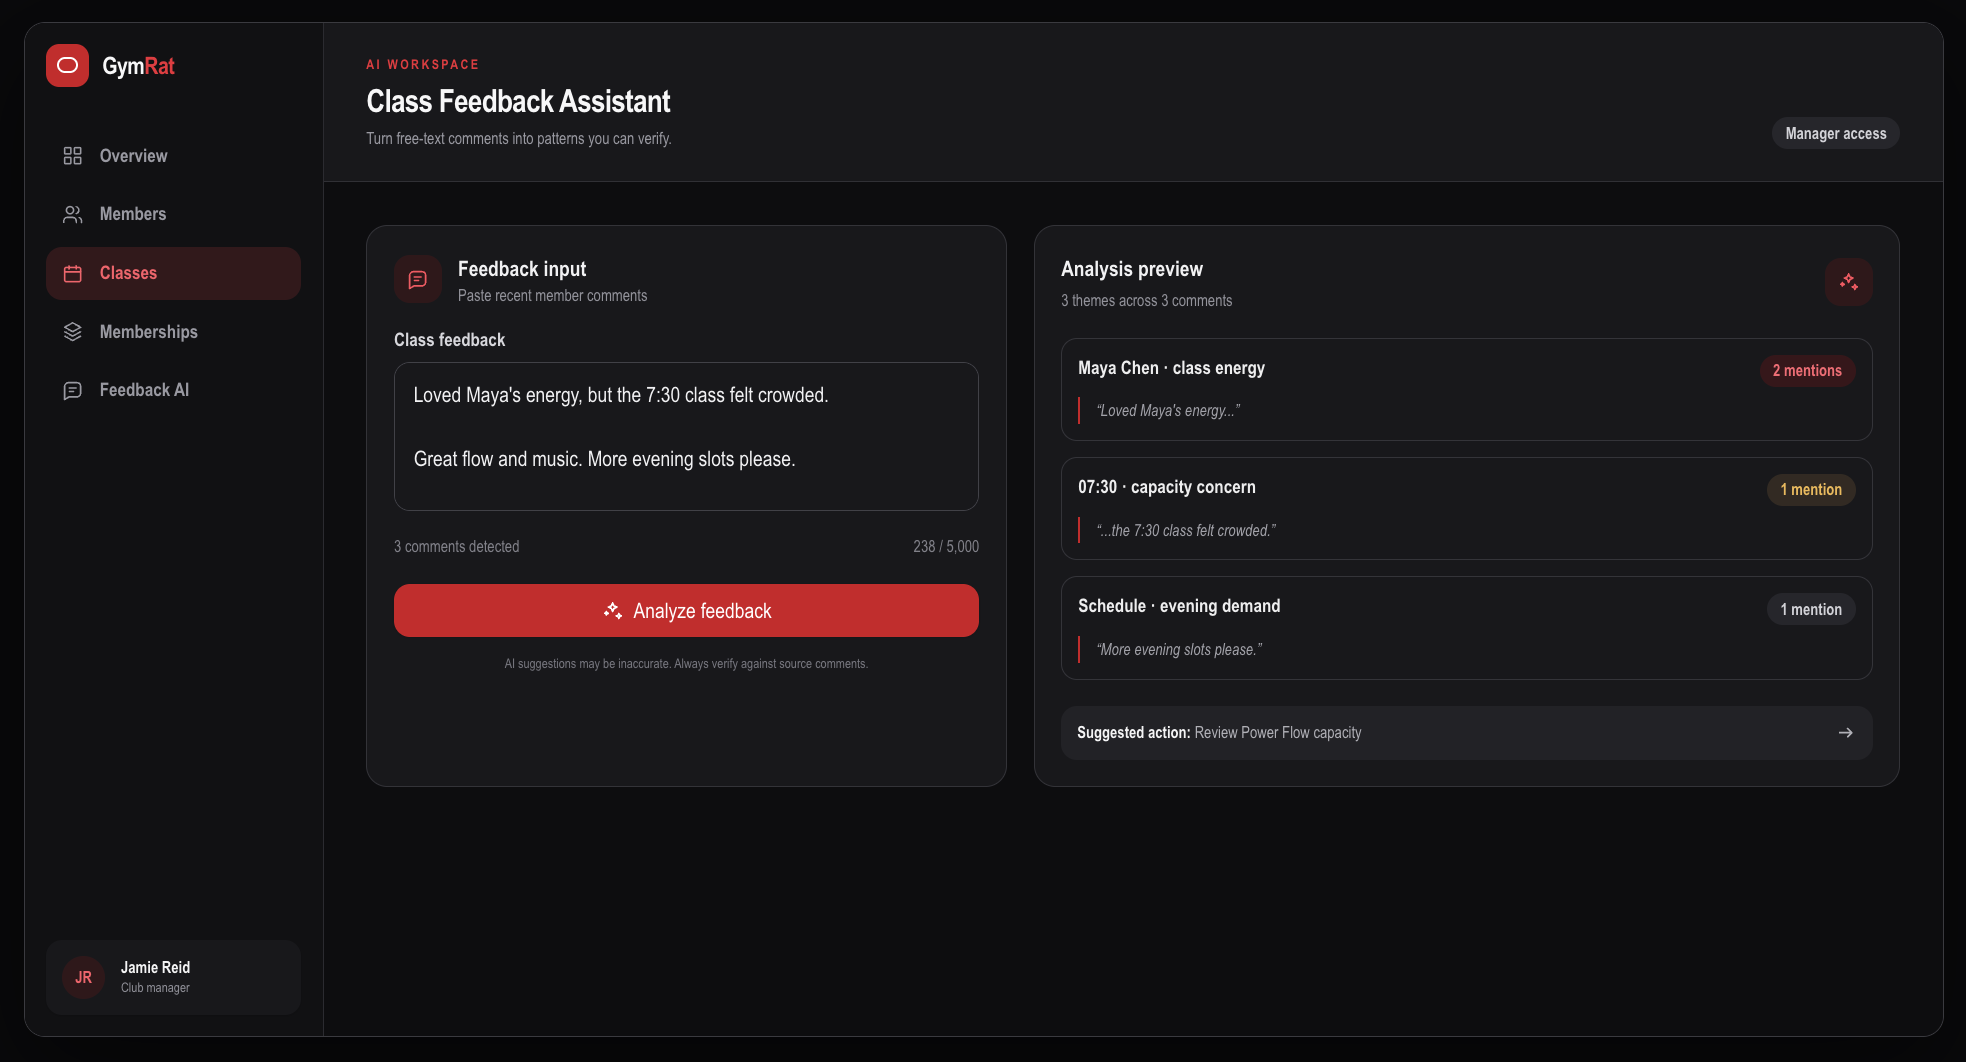 GymRat
Overview
Members
Classes
Memberships
Feedback AI
JR
Jamie Reid
Club manager
AI WORKSPACE
Class Feedback Assistant
Turn free-text comments into patterns you can verify.
Manager access
Feedback input
Paste recent member comments
Class feedback
Loved Maya's energy, but the 7:30 class felt crowded.
Great flow and music. More evening slots please.
3 comments detected
238 / 5,000
Analyze feedback
AI suggestions may be inaccurate. Always verify against source comments.
Analysis preview
3 themes across 3 comments
Maya Chen · class energy
2 mentions
“Loved Maya's energy...”
07:30 · capacity concern
1 mention
“...the 7:30 class felt crowded.”
Schedule · evening demand
1 mention
“More evening slots please.”
Suggested action: Review Power Flow capacity